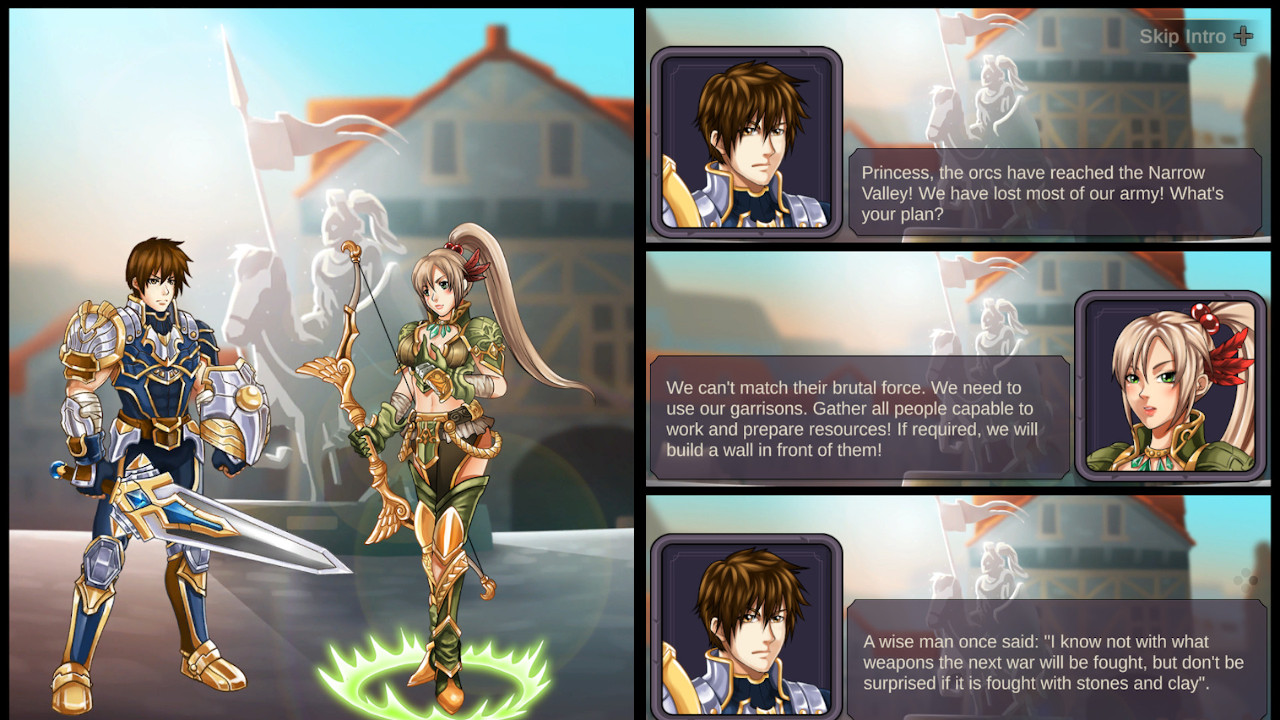 Skip Intro
Princess, the orcs have reached the Narrow
Valley! We have lost most of our army! What's
your plan?
We can't match their brutal force. We need to
use our garrisons. Gather all people capable to
work and prepare resources! If required, we will
build a wall in front of them!
A wise man once said: "I know not with what
weapons the next war will be fought, but don't be
surprised if it is fought with stones and clay".